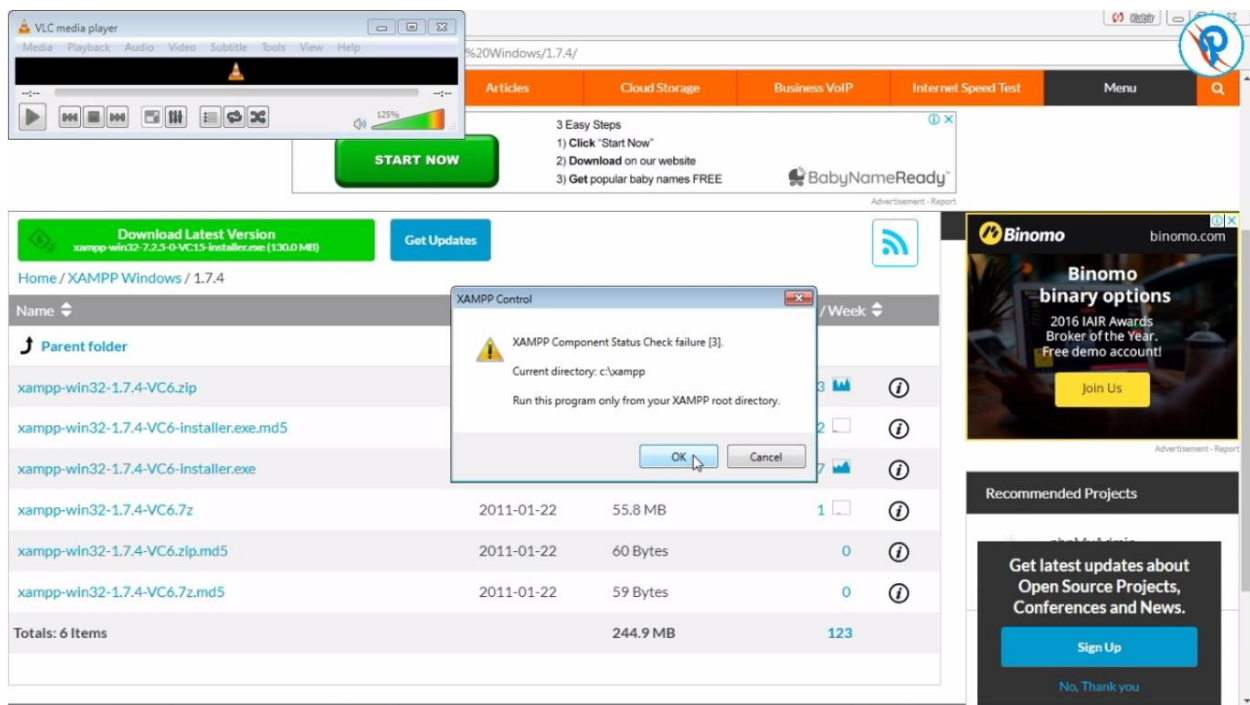 VLC media player
Media Playback Audio Video Subtitle Tools View Help
--:-- --:--
125%
%20Windows/1.7.4/
Articles Cloud Storage Business VoIP Internet Speed Test Menu
START NOW
3 Easy Steps
1) Click "Start Now"
2) Download on our website
3) Get popular baby names FREE
BabyNameReady
Advertisement - Report
Download Latest Version
xampp-win32-7.2.5-0-VC15-installer.exe (130.0 MB)
Get Updates
Home / XAMPP Windows / 1.7.4
Name / Week
Parent folder
xampp-win32-1.7.4-VC6.zip 3
xampp-win32-1.7.4-VC6-installer.exe.md5 2
xampp-win32-1.7.4-VC6-installer.exe 7
xampp-win32-1.7.4-VC6.7z 2011-01-22 55.8 MB 1
xampp-win32-1.7.4-VC6.zip.md5 2011-01-22 60 Bytes 0
xampp-win32-1.7.4-VC6.7z.md5 2011-01-22 59 Bytes 0
Totals: 6 Items 244.9 MB 123
XAMPP Control
XAMPP Component Status Check failure [3].
Current directory: c:\xampp
Run this program only from your XAMPP root directory.
OK Cancel
Binomo binomo.com
Binomo
binary options
2016 IAIR Awards
Broker of the Year.
Free demo account!
Join Us
Advertisement - Report
Recommended Projects
Get latest updates about
Open Source Projects,
Conferences and News.
Sign Up
No, Thank you